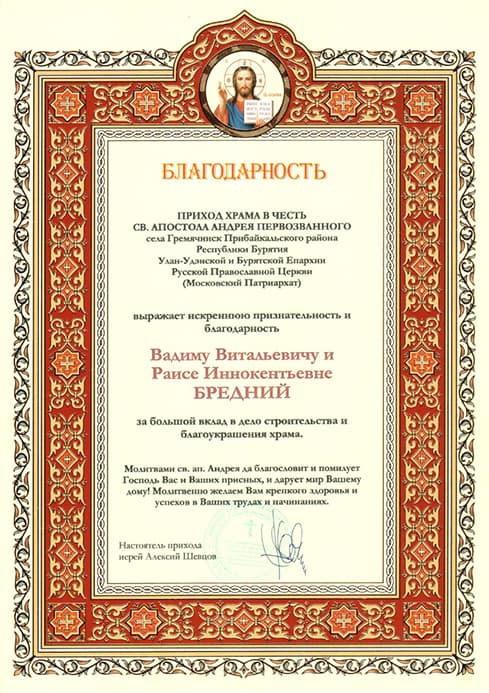 БЛАГОДАРНОСТЬ
ПРИХОД ХРАМА В ЧЕСТЬ
СВ. АПОСТОЛА АНДРЕЯ ПЕРВОЗВАННОГО
села Гремячинск Прибайкальского района
Республики Бурятия
Улан-Удэнской и Бурятской Епархии
Русской Православной Церкви
(Московский Патриархат)
выражает искреннюю признательность и
благодарность
Вадиму Витальевичу и
Раисе Иннокентьевне
БРЕДНИЙ
за большой вклад в дело строительства и
благоукрашения храма.
Молитвами св. ап. Андрея да благословит и помилует
Господь Вас и Ваших присных, и дарует мир Вашему
дому! Молитвенно желаем Вам крепкого здоровья и
успехов в Ваших трудах и начинаниях.
Настоятель прихода
иерей Алексий Шевцов